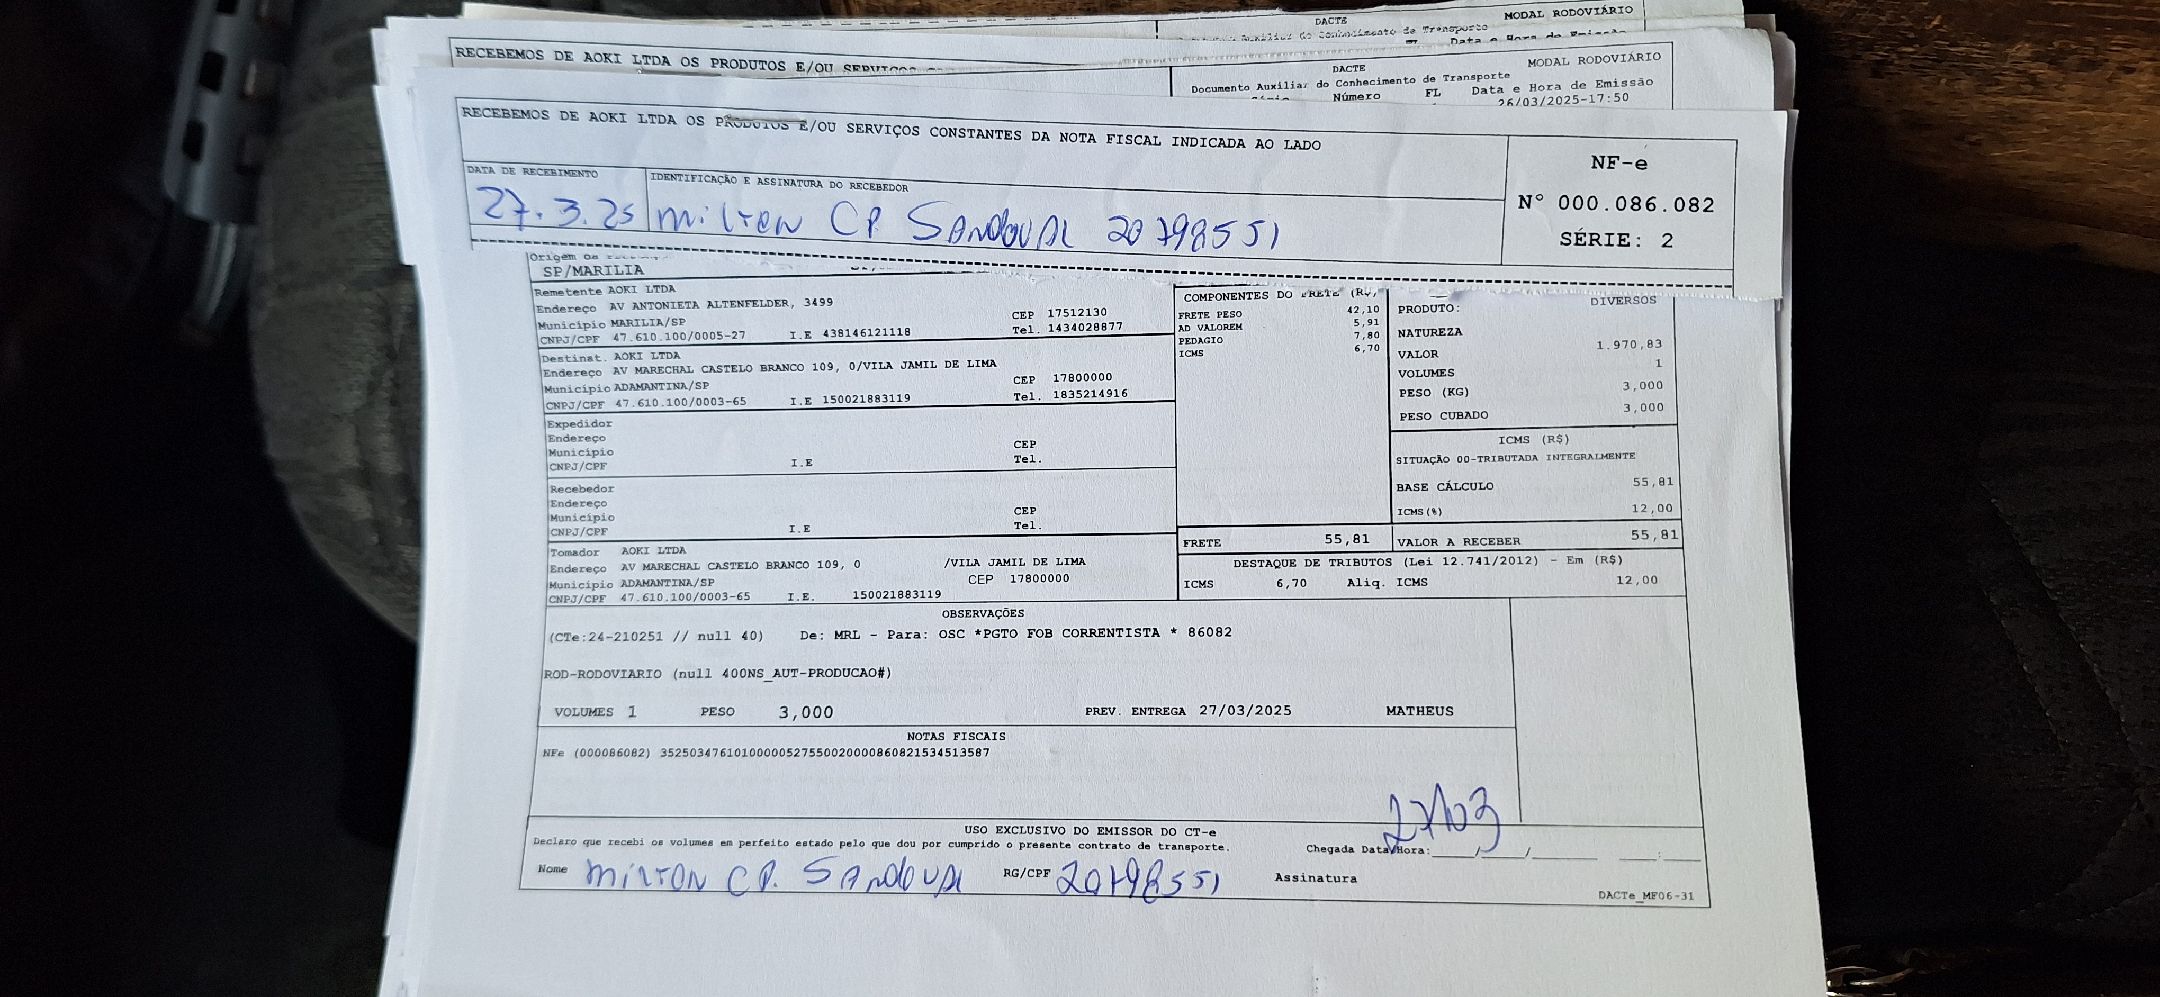 DACTE
MODAL RODOVIÁRIO
Data e Hora de Emissão
RECEBEMOS DE AOKI LTDA OS PRODUTOS E/OU SERVIÇOS
DACTE
MODAL RODOVIÁRIO
Documento Auxiliar do Conhecimento de Transporte
Número FL Data e Hora de Emissão
26/03/2025-17:50
RECEBEMOS DE AOKI LTDA OS PRODUTOS E/OU SERVIÇOS CONSTANTES DA NOTA FISCAL INDICADA AO LADO
NF-e
Nº 000.086.082
SÉRIE: 2
DATA DE RECEBIMENTO IDENTIFICAÇÃO E ASSINATURA DO RECEBEDOR
27.3.25 MILTON CP. SANDOVAL 20798551
Origem
SP/MARILIA
Remetente AOKI LTDA
Endereço AV ANTONIETA ALTENFELDER, 3499
Município MARILIA/SP CEP 17512130
CNPJ/CPF 47.610.100/0005-27 I.E 438146121118 Tel. 1434028877
Destinat. AOKI LTDA
Endereço AV MARECHAL CASTELO BRANCO 109, 0/VILA JAMIL DE LIMA
Município ADAMANTINA/SP CEP 17800000
CNPJ/CPF 47.610.100/0003-65 I.E 150021883119 Tel. 1835214916
Expedidor
Endereço
Município CEP
CNPJ/CPF I.E Tel.
Recebedor
Endereço
Município CEP
CNPJ/CPF I.E Tel.
Tomador AOKI LTDA
Endereço AV MARECHAL CASTELO BRANCO 109, 0 /VILA JAMIL DE LIMA
Município ADAMANTINA/SP CEP 17800000
CNPJ/CPF 47.610.100/0003-65 I.E. 150021883119
COMPONENTES DO FRETE (R$)
FRETE PESO 42,10
AD VALOREM 5,91
PEDAGIO 7,80
ICMS 6,70
FRETE 55,81
PRODUTO: DIVERSOS
NATUREZA
VALOR 1.970,83
VOLUMES 1
PESO (KG) 3,000
PESO CUBADO 3,000
ICMS (R$)
SITUAÇÃO 00-TRIBUTADA INTEGRALMENTE
BASE CÁLCULO 55,81
ICMS(%) 12,00
VALOR A RECEBER 55,81
DESTAQUE DE TRIBUTOS (Lei 12.741/2012) - Em (R$)
ICMS 6,70 Aliq. ICMS 12,00
OBSERVAÇÕES
(CTe:24-210251 // null 40) De: MRL - Para: OSC *PGTO FOB CORRENTISTA * 86082
ROD-RODOVIARIO (null 400NS_AUT-PRODUCAO#)
VOLUMES 1 PESO 3,000 PREV. ENTREGA 27/03/2025 MATHEUS
NOTAS FISCAIS
NFe (000086082) 35250347610100000527550020000860821534513587
USO EXCLUSIVO DO EMISSOR DO CT-e
Declaro que recebi os volumes em perfeito estado pelo que dou por cumprido o presente contrato de transporte.
27/03
Chegada Data/Hora:
Nome MILTON CP. SANDOVAL RG/CPF 20798551 Assinatura
DACTe_MF06-31